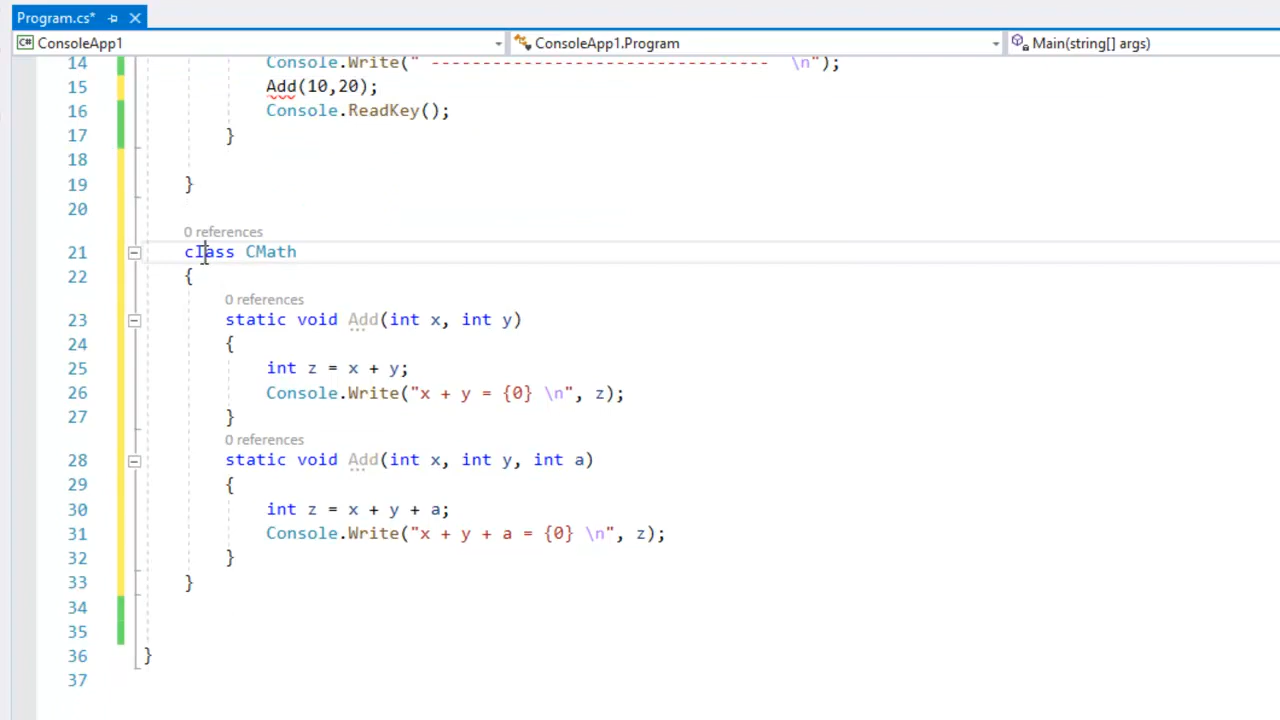 Program.cs*
ConsoleApp1 ConsoleApp1.Program Main(string[] args)
14 Console.Write(" --------------------------------- \n");
15 Add(10,20);
16 Console.ReadKey();
17 }
18
19 }
20
0 references
21 class CMath
22 {
0 references
23 static void Add(int x, int y)
24 {
25 int z = x + y;
26 Console.Write("x + y = {0} \n", z);
27 }
0 references
28 static void Add(int x, int y, int a)
29 {
30 int z = x + y + a;
31 Console.Write("x + y + a = {0} \n", z);
32 }
33 }
34
35
36 }
37